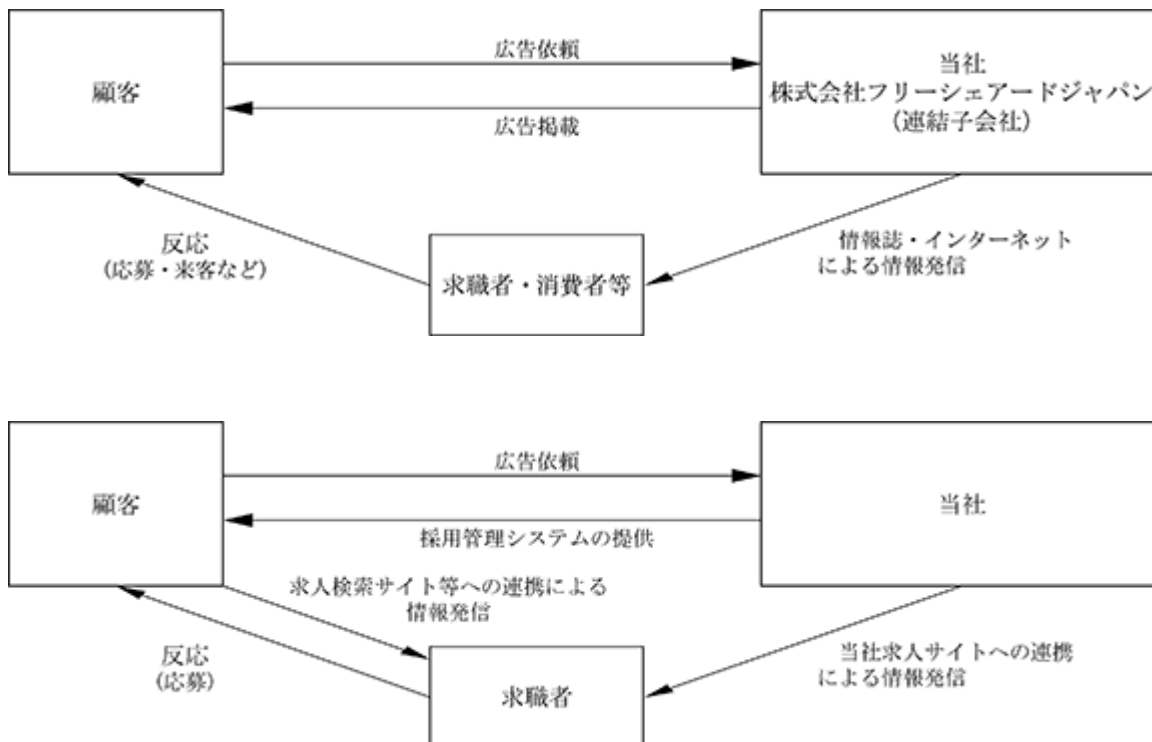 広告依頼
顧客
当社
株式会社フリーシェアードジャパン
(連結子会社)
広告掲載
反応
(応募・来客など)
情報誌・インターネット
による情報発信
求職者・消費者等
広告依頼
顧客
当社
採用管理システムの提供
求人検索サイト等への連携による
情報発信
反応
(応募)
当社求人サイトへの連携
による情報発信
求職者